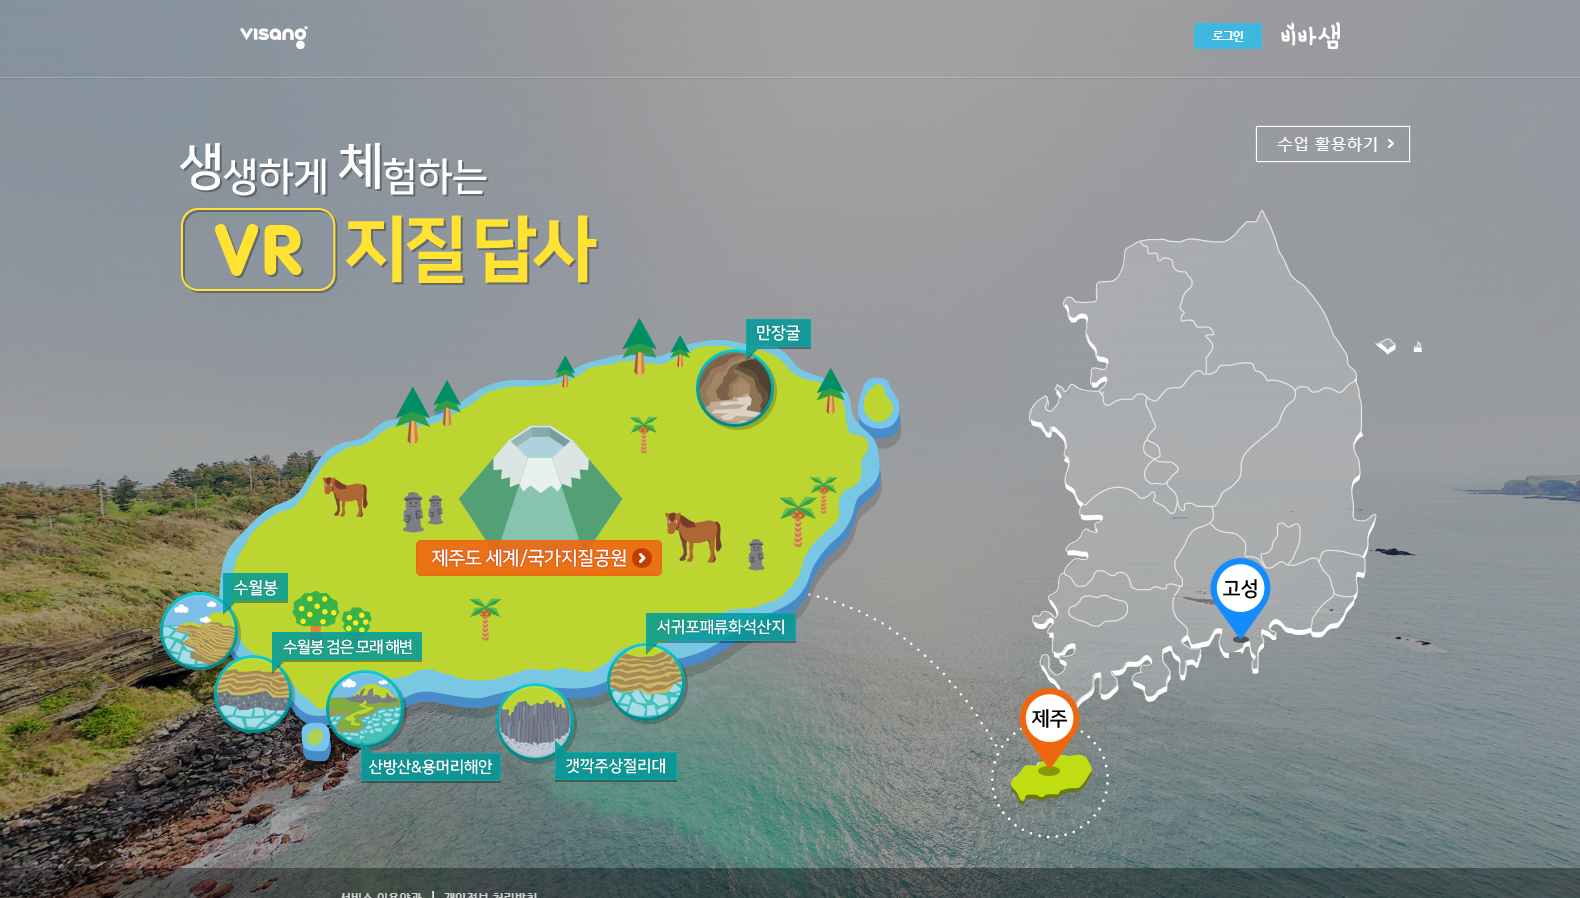 visang
로그인
비바샘
수업 활용하기
생생하게 체험하는
VR 지질 답사
만장굴
제주도 세계/국가지질공원
수월봉
수월봉 검은 모래 해변
서귀포패류화석산지
산방산&용머리해안
갯깍주상절리대
고성
제주
서비스 이용약관 | 개인정보 처리방침